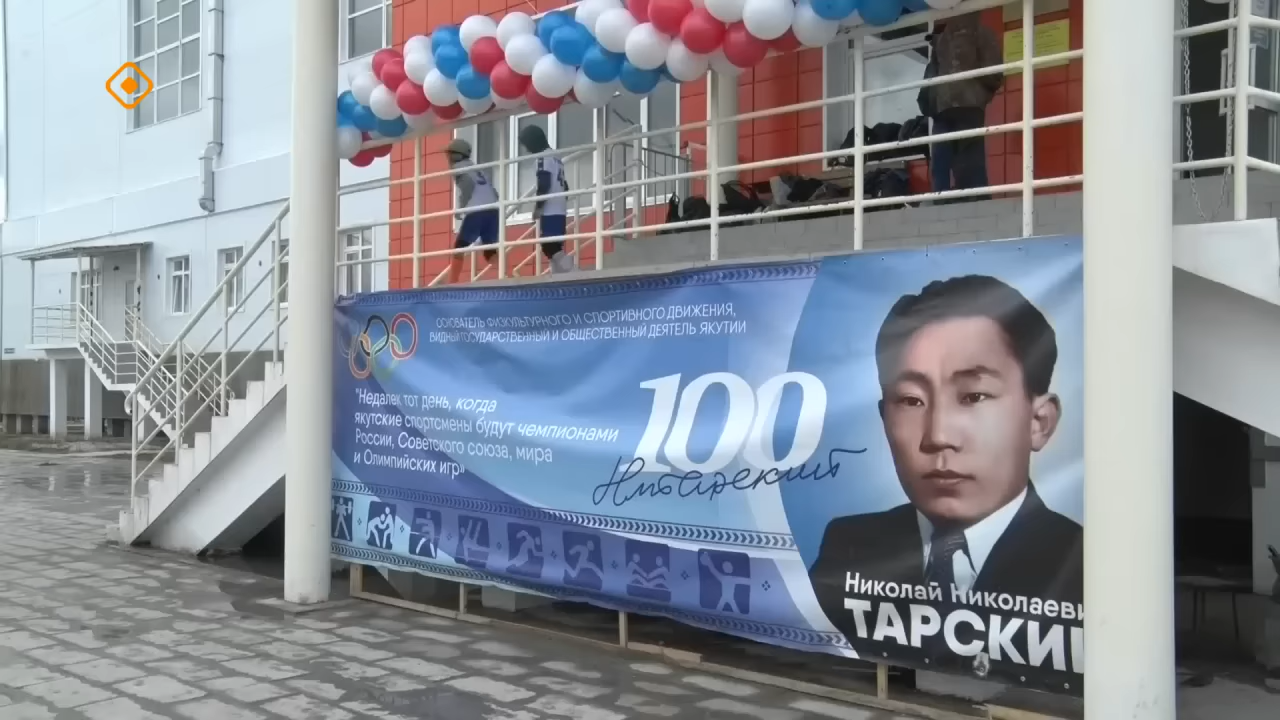 ОСНОВАТЕЛЬ ФИЗКУЛЬТУРНОГО И СПОРТИВНОГО ДВИЖЕНИЯ,
ВИДНЫЙ ГОСУДАРСТВЕННЫЙ И ОБЩЕСТВЕННЫЙ ДЕЯТЕЛЬ ЯКУТИИ
"Недалек тот день, когда
якутские спортсмены будут чемпионами
России, Советского союза, мира
и Олимпийских игр»
100
НмТарский
Николай Николаеви
ТАРСКИ